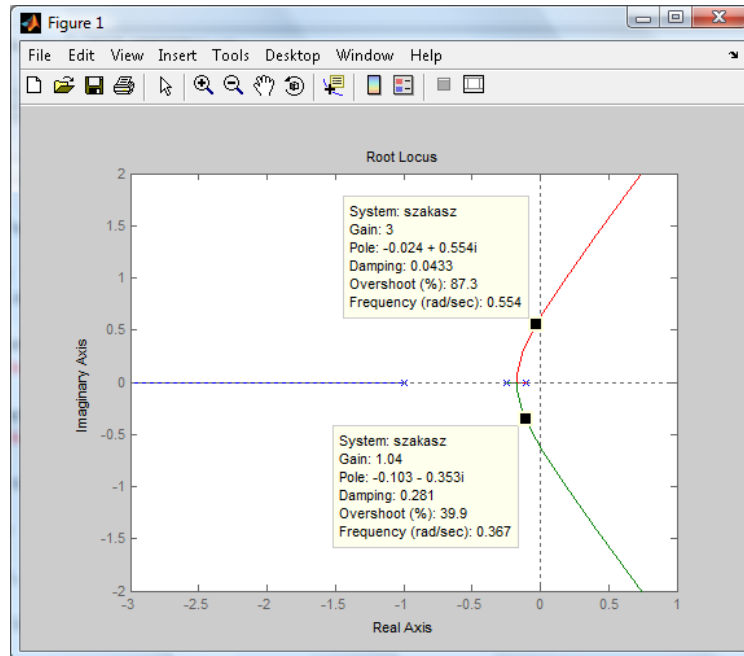 Figure 1
File Edit View Insert Tools Desktop Window Help
Root Locus
2
1.5
1
0.5
0
-0.5
-1
-1.5
-2
Imaginary Axis
System: szakasz
Gain: 3
Pole: -0.024 + 0.554i
Damping: 0.0433
Overshoot (%): 87.3
Frequency (rad/sec): 0.554
System: szakasz
Gain: 1.04
Pole: -0.103 - 0.353i
Damping: 0.281
Overshoot (%): 39.9
Frequency (rad/sec): 0.367
-3 -2.5 -2 -1.5 -1 -0.5 0 0.5 1
Real Axis